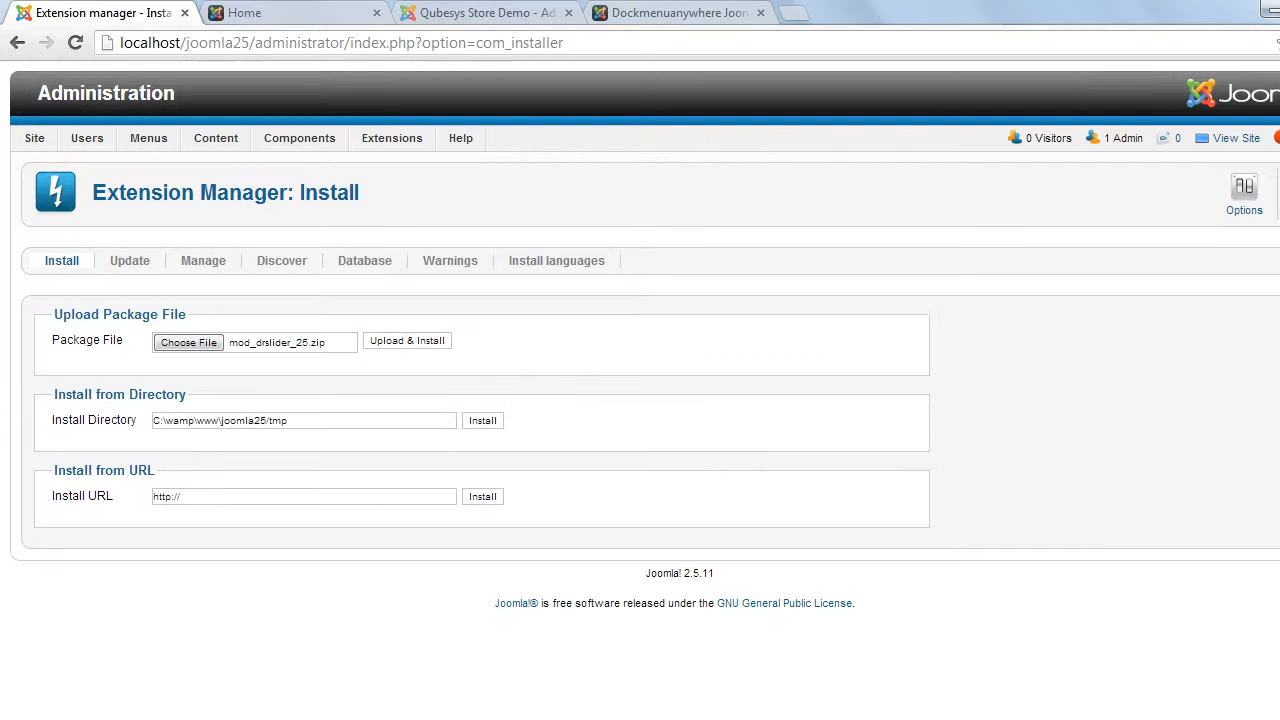 Extension manager - Insta
Home
Qubesys Store Demo - Ad
Dockmenuanywhere Joon
localhost/joomla25/administrator/index.php?option=com_installer
Administration
Joon
Site Users Menus Content Components Extensions Help
0 Visitors 1 Admin 0 View Site
Extension Manager: Install
Options
Install Update Manage Discover Database Warnings Install languages
Upload Package File
Package File Choose File mod_drslider_25.zip Upload & Install
Install from Directory
Install Directory C:\wamp\www\joomla25/tmp Install
Install from URL
Install URL http:// Install
Joomla! 2.5.11
Joomla!® is free software released under the GNU General Public License.